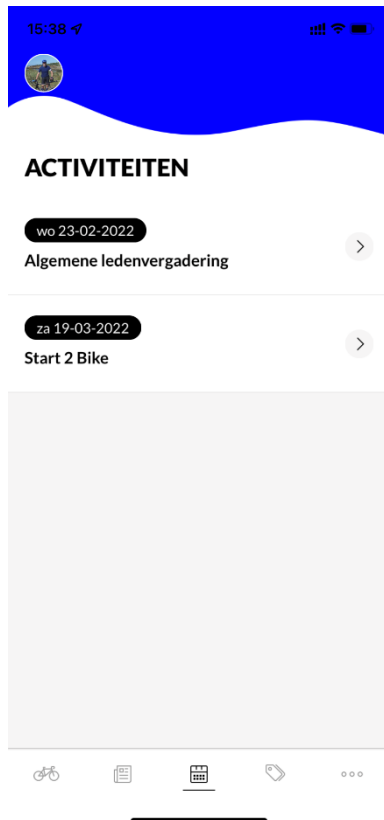 15:38
ACTIVITEITEN
wo 23-02-2022
Algemene ledenvergadering
za 19-03-2022
Start 2 Bike